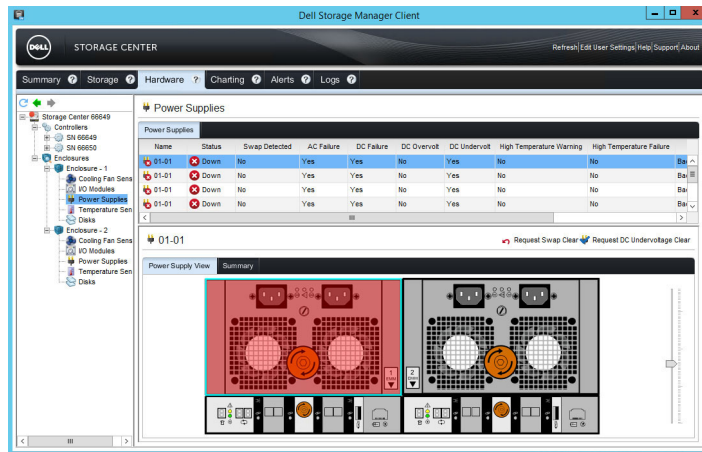 Dell Storage Manager Client
DELL
STORAGE CENTER
Refresh Edit User Settings Help Support About
Summary ? Storage ? Hardware ? Charting ? Alerts ? Logs ?
Storage Center 66649
Controllers
SN 66649
SN 66650
Enclosures
Enclosure - 1
Cooling Fan Sens
I/O Modules
Power Supplies
Temperature Sen
Disks
Enclosure - 2
Cooling Fan Sens
I/O Modules
Power Supplies
Temperature Sen
Disks
Power Supplies
Power Supplies
Name Status Swap Detected AC Failure DC Failure DC Overvolt DC Undervolt High Temperature Warning High Temperature Failure
01-01 Down No Yes Yes No Yes No No Ba
01-01 Down No Yes Yes No Yes No No Ba
01-01 Down No Yes Yes No Yes No No Ba
01-01 Down No Yes Yes No Yes No No Ba
01-01
Request Swap Clear Request DC Undervoltage Clear
Power Supply View Summary
1
2